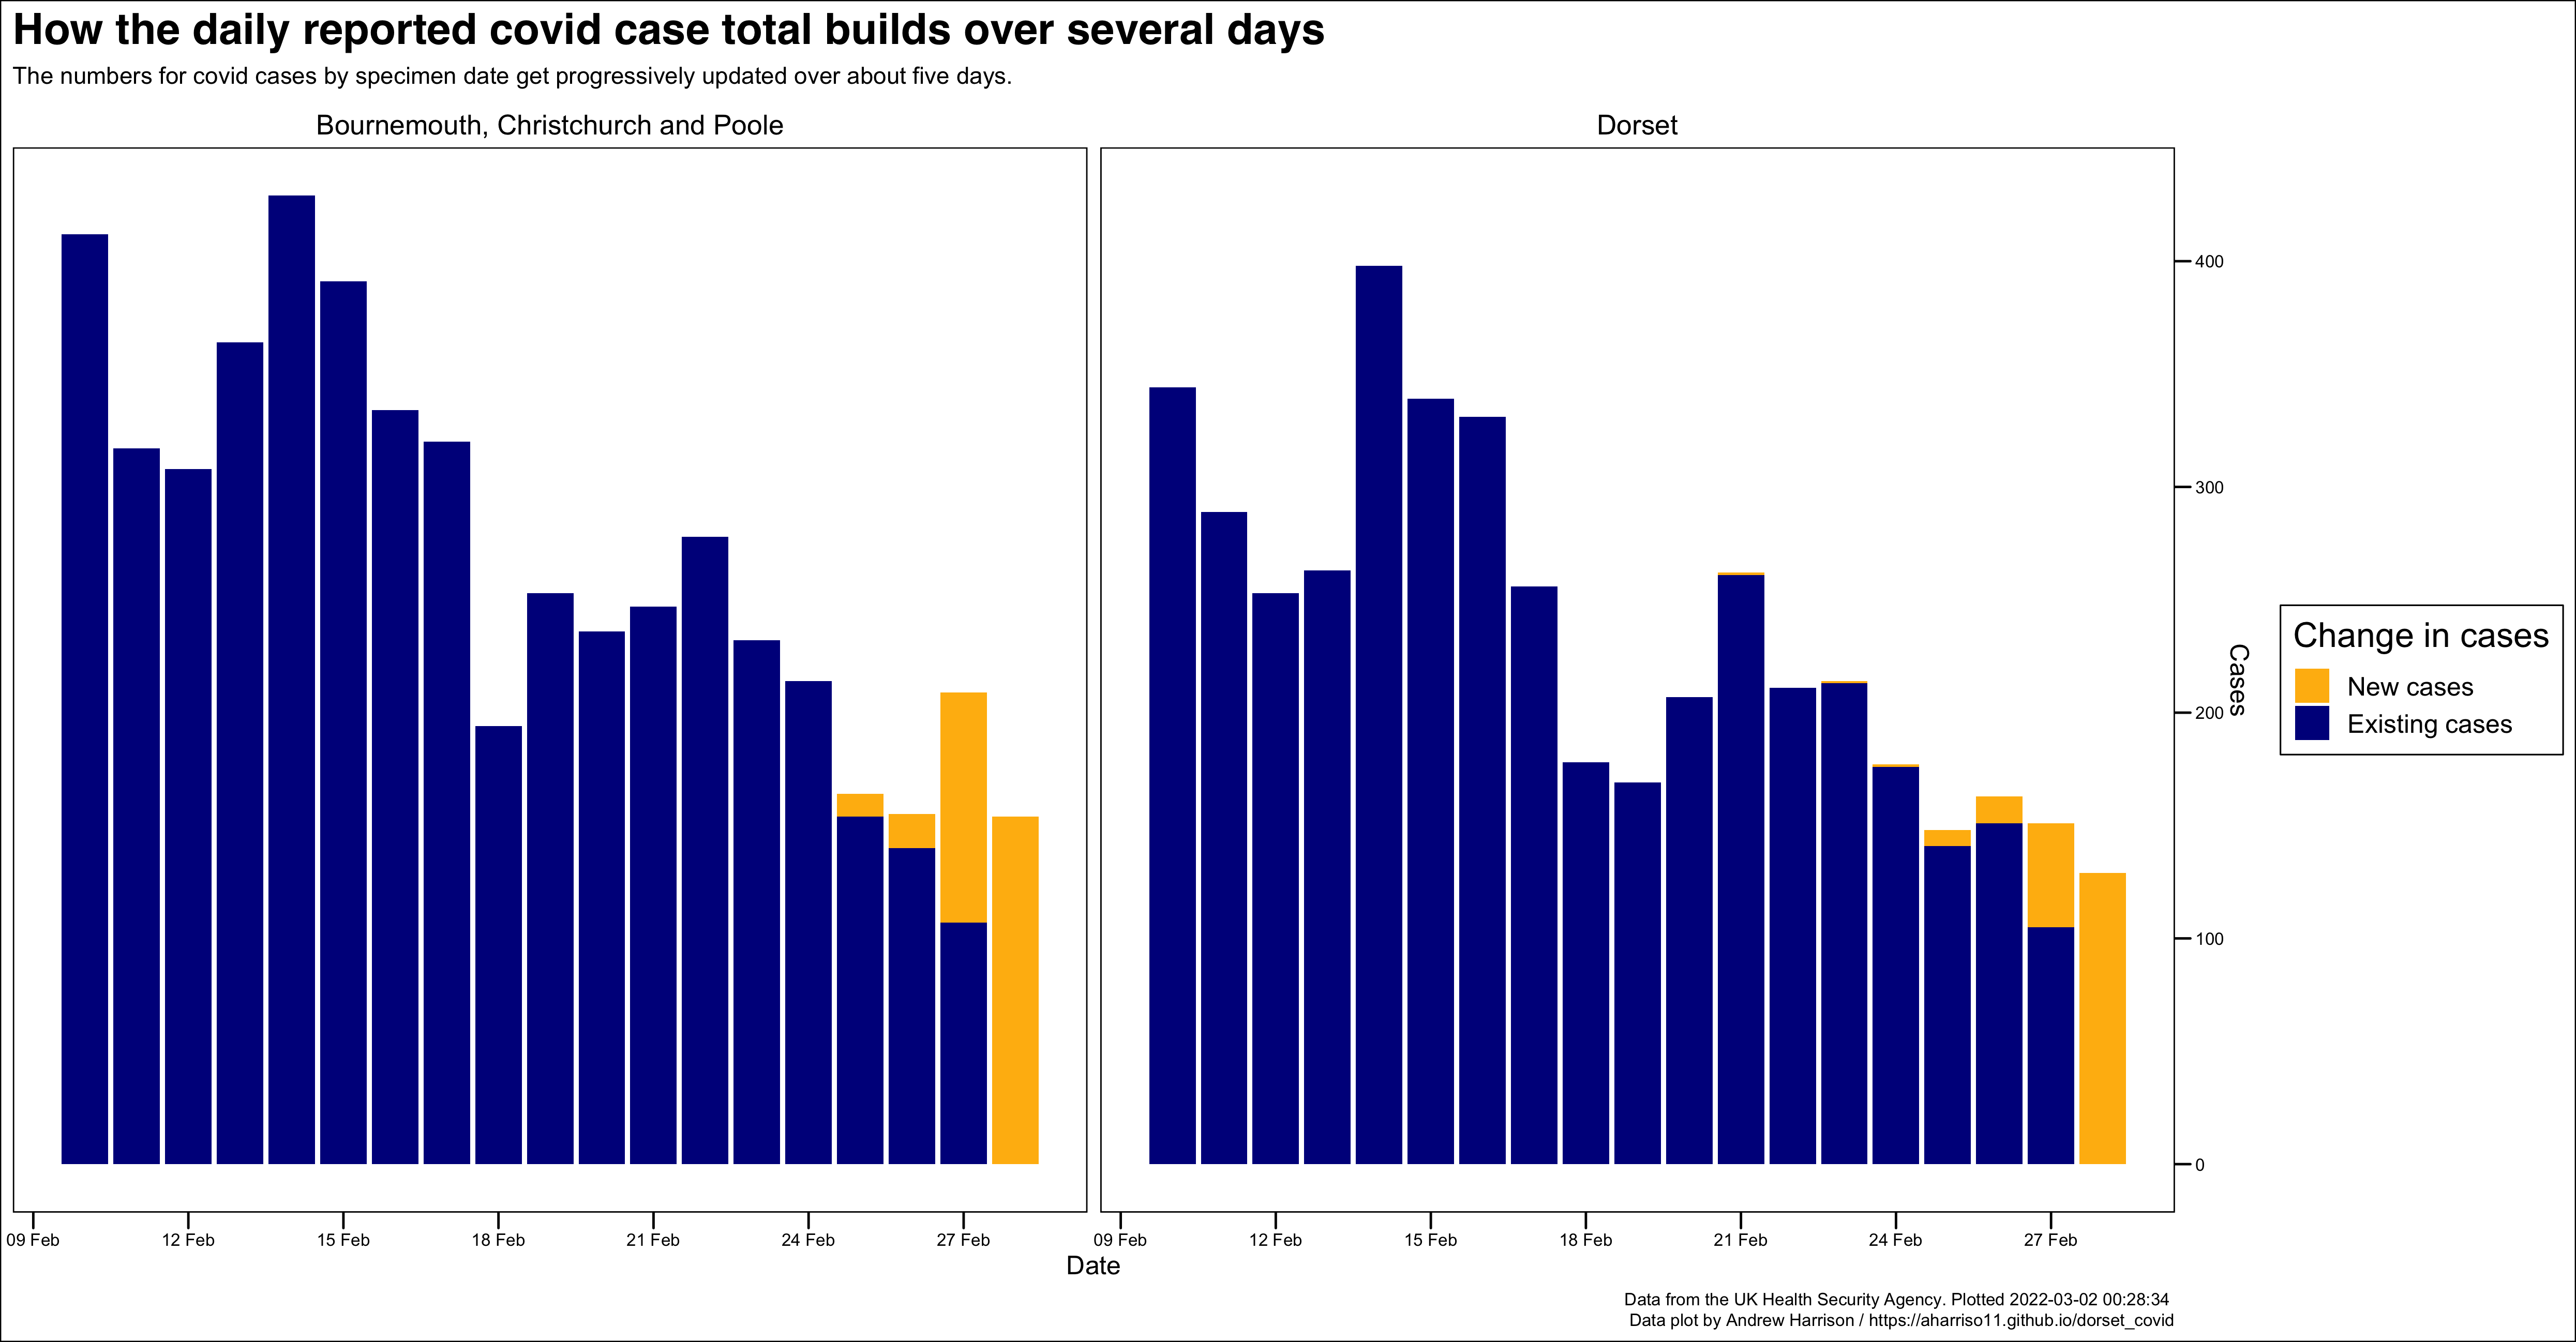 How the daily reported covid case total builds over several days
The numbers for covid cases by specimen date get progressively updated over about five days.
Bournemouth, Christchurch and Poole
Dorset
400
300
200
100
0
Cases
Change in cases
New cases
Existing cases
09 Feb 12 Feb 15 Feb 18 Feb 21 Feb 24 Feb 27 Feb
09 Feb 12 Feb 15 Feb 18 Feb 21 Feb 24 Feb 27 Feb
Date
Data from the UK Health Security Agency. Plotted 2022-03-02 00:28:34
Data plot by Andrew Harrison / https://aharriso11.github.io/dorset_covid